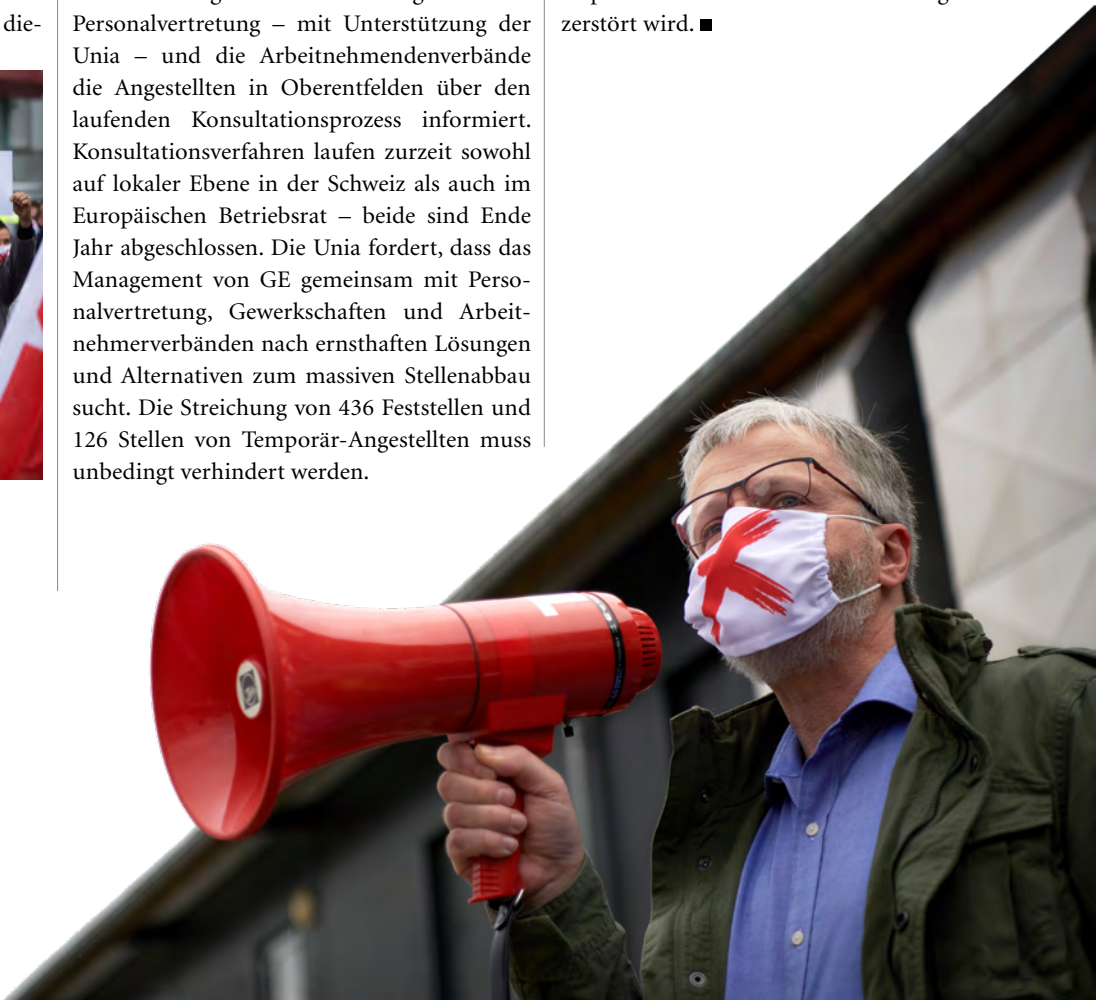 die-
Personalvertretung – mit Unterstützung der
Unia – und die Arbeitnehmendenverbände
die Angestellten in Oberentfelden über den
laufenden Konsultationsprozess informiert.
Konsultationsverfahren laufen zurzeit sowohl
auf lokaler Ebene in der Schweiz als auch im
Europäischen Betriebsrat – beide sind Ende
Jahr abgeschlossen. Die Unia fordert, dass das
Management von GE gemeinsam mit Perso-
nalvertretung, Gewerkschaften und Arbeit-
nehmerverbänden nach ernsthaften Lösungen
und Alternativen zum massiven Stellenabbau
sucht. Die Streichung von 436 Feststellen und
126 Stellen von Temporär-Angestellten muss
unbedingt verhindert werden.
zerstört wird. ■